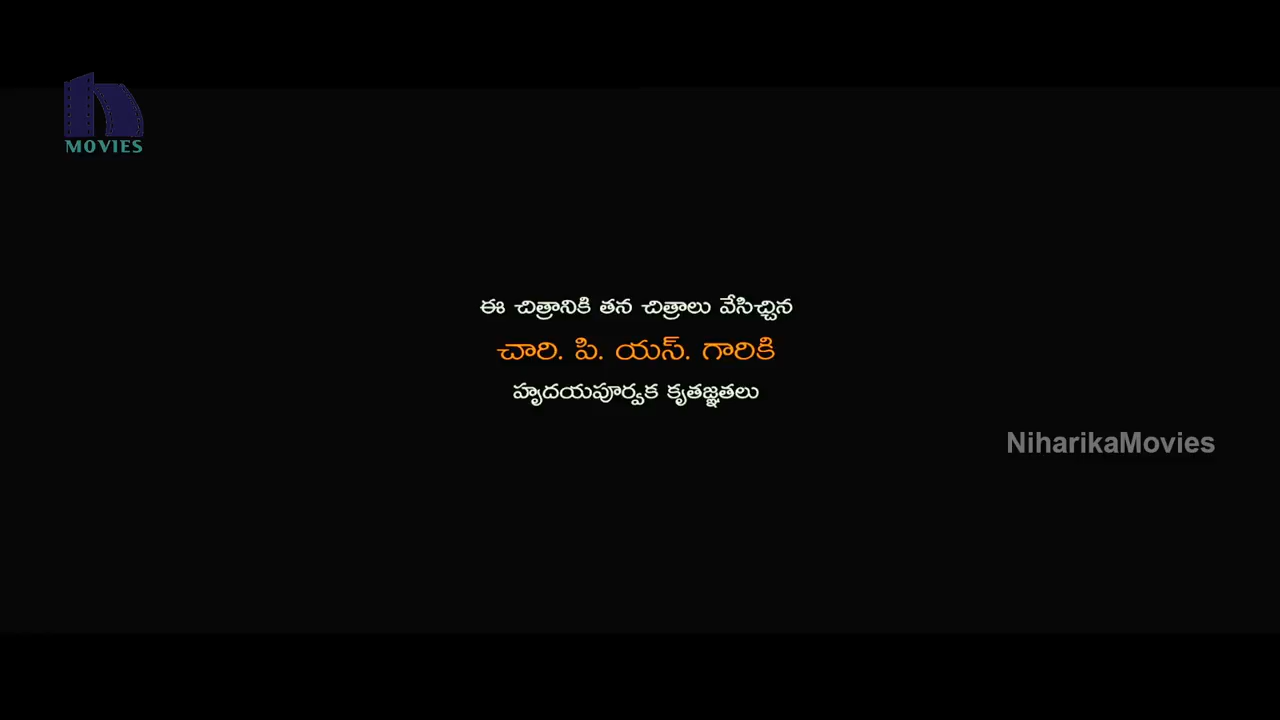 MOVIES
ఈ చిత్రానికి తన చిత్రాలు వేసిచ్చిన
చారి. పి. యస్. గారికి
హృదయపూర్వక కృతజ్ఞతలు
NiharikaMovies